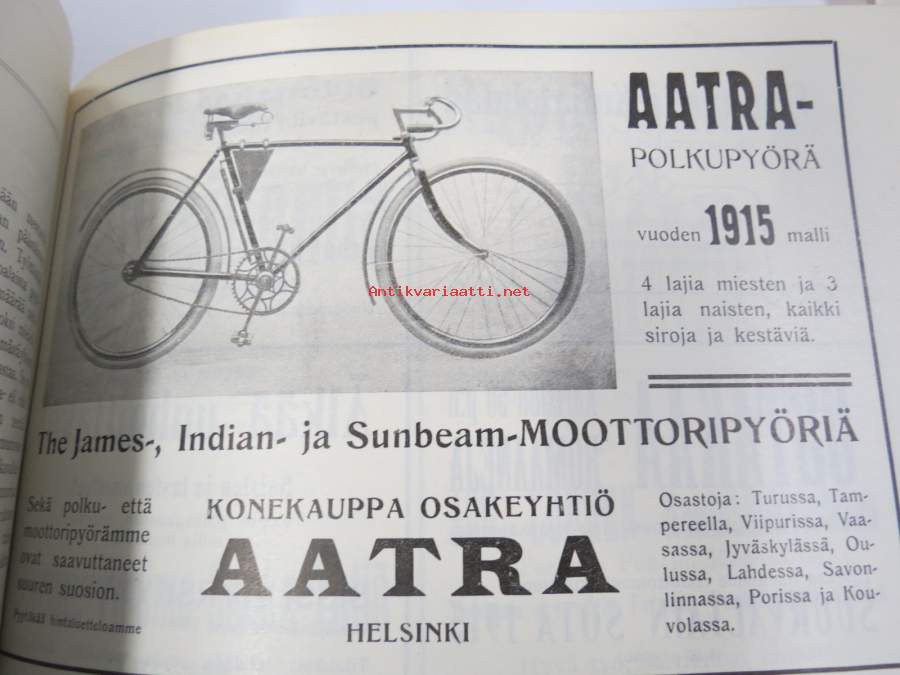 AATRA-
POLKUPYÖRÄ
vuoden 1915 malli
4 lajia miesten ja 3
lajia naisten, kaikki
siroja ja kestäviä.
Antikvariaatti.net
The James-, Indian- ja Sunbeam-MOOTTORIPYÖRIÄ
Sekä polku- että
moottoripyörämme
ovat saavuttaneet
suuren suosion.
Pyytäkää hintaluetteloamme
KONEKAUPPA OSAKEYHTIÖ
AATRA
HELSINKI
Osastoja: Turussa, Tam-
pereella, Viipurissa, Vaa-
sassa, Jyväskylässä, Ou-
lussa, Lahdessa, Savon-
linnassa, Porissa ja Kou-
volassa.